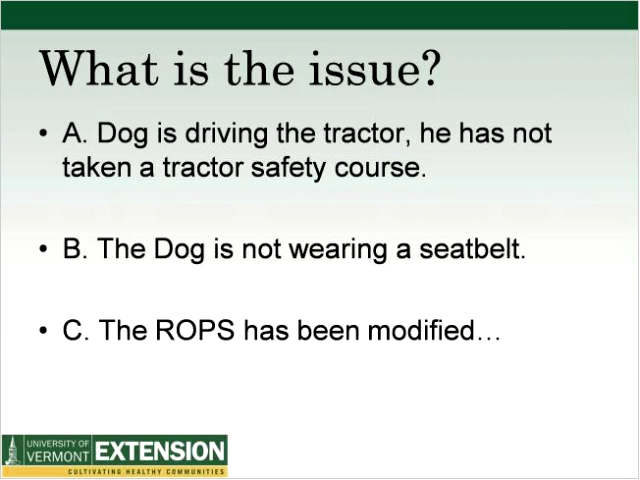 What is the issue?
• A. Dog is driving the tractor, he has not
taken a tractor safety course.
• B. The Dog is not wearing a seatbelt.
• C. The ROPS has been modified…
UNIVERSITY OF
VERMONT
EXTENSION
CULTIVATING HEALTHY COMMUNITIES